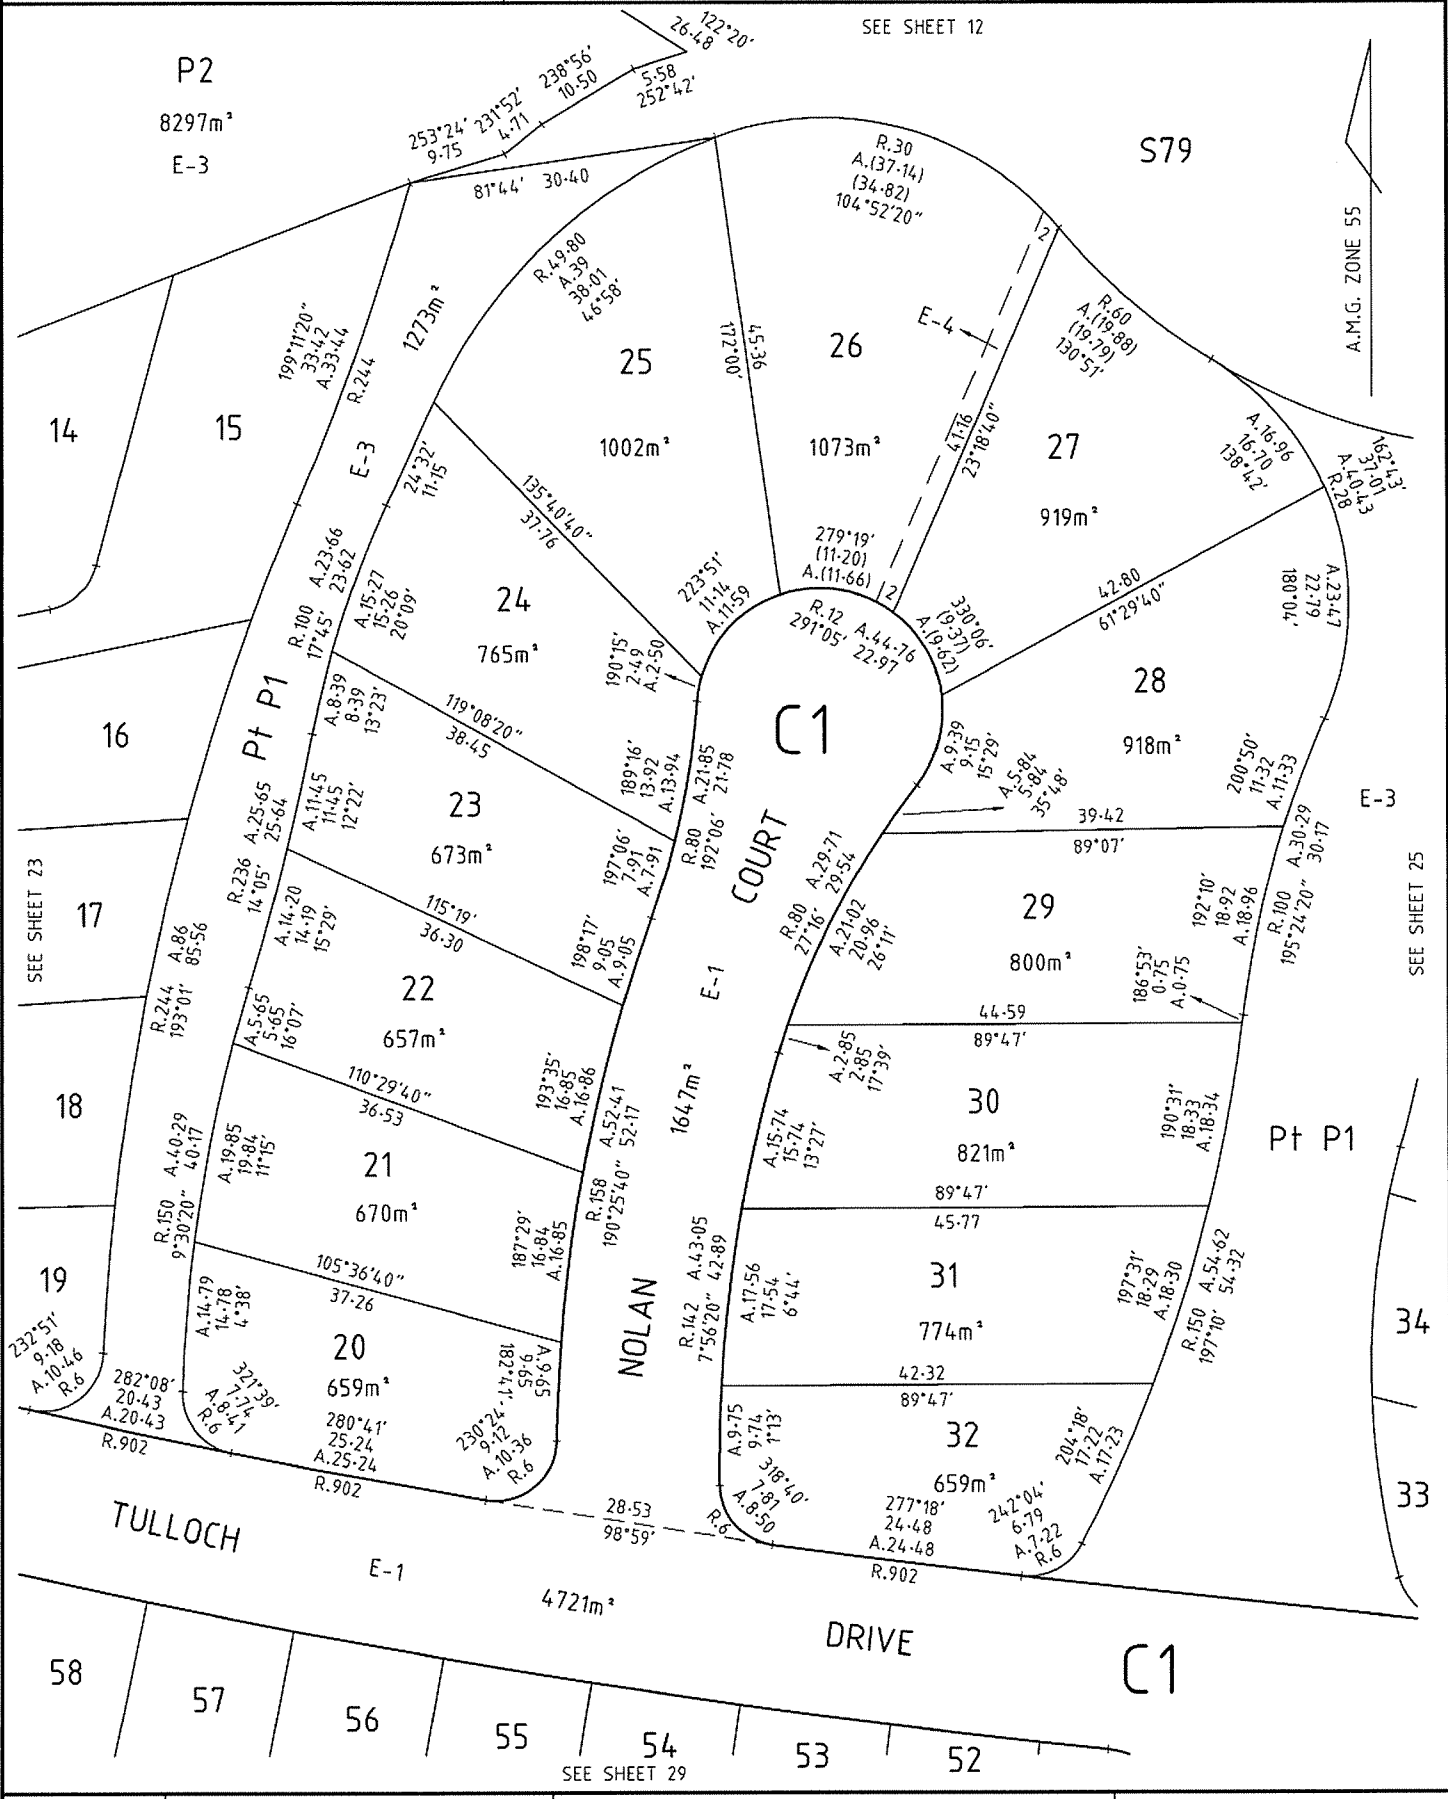 SEE SHEET 12
P2
8297m²
E-3
122°20'
26·48
5·58
252°42'
238°56'
10·50
231°52'
4·71
253°24'
9·75
81°44' 30·40
S79
A.M.G. ZONE 55
R.30
A.(37·14)
(34·82)
104°52'20"
2
E-4
R.60
A.(19·88)
(19·79)
130°51'
R.49·80
A.39
38·01
46°58'
1273m²
199°11'20"
33·42
A.33·44
R.244
14
15
25
1002m²
45·36
172°00'
26
1073m²
41·16
23°18'40"
27
919m²
A.16·96
16·70
138°42'
162°43'
37·01
A.40·43
R.28
E-3
24°32'
11·15
135°40'40"
37·76
A.23·66
23·62
R.100
17°45'
A.15·27
15·26
20°09'
24
765m²
223°51'
11·14
A.11·59
279°19'
(11·20)
A.(11·66)
2
R.12 A.44·76
291°05' 22·97
330°06'
(9·37)
A.(9·62)
42·80
61°29'40"
A.23·47
22·79
180°04'
190°15'
2·49
A.2·50
16
Pt P1
A.8·39
8·39
13°23'
119°08'20"
38·45
C1
28
918m²
A.9·39
9·15
15°29'
A.5·84
5·84
35°48'
200°50'
11·32
A.11·33
E-3
189°16'
13·92
A.13·94
A.21·85
21·78
R.80
192°06'
A.25·65
25·64
R.236
14°05'
A.11·45
11·45
12°22'
23
673m²
197°06'
7·91
A.7·91
COURT
39·42
89°07'
A.30·29
30·17
R.100
195°24'20"
SEE SHEET 23
SEE SHEET 25
17
A.86
85·56
R.244
193°01'
A.14·20
14·19
15°29'
115°19'
36·30
198°17'
9·05
A.9·05
E-1
A.29·71
29·54
R.80
27°16'
A.21·02
20·96
26°11'
29
800m²
192°10'
18·92
A.18·96
186°53'
0·75
A.0·75
22
657m²
A.5·65
5·65
16°07'
44·59
89°47'
A.2·85
2·85
17°39'
18
110°29'40"
36·53
193°35'
16·85
A.16·86
A.52·41
52·17
R.158
190°25'40"
1647m²
A.15·74
15·74
13°27'
30
821m²
190°31'
18·33
A.18·34
Pt P1
A.40·29
40·17
R.150
9°30'20"
A.19·85
19·84
11°15'
21
670m²
187°29'
16·84
A.16·85
89°47'
45·77
19
105°36'40"
37·26
A.14·79
14·78
4°38'
NOLAN
A.43·05
42·89
R.142
7°56'20"
A.17·56
17·54
6°44'
31
774m²
197°31'
18·29
A.18·30
A.54·62
54·32
R.150
197°10'
34
232°51'
9·18
A.10·46
R.6
282°08'
20·43
A.20·43
R.902
321°39'
7·74
A.8·41
R.6
20
659m²
280°41'
25·24
A.25·24
R.902
A.9·65
9·65
182°41'
230°24'
9·12
A.10·36
R.6
42·32
89°47'
A.9·75
9·74
1°13'
318°40'
7·81
A.8·50
R.6
32
659m²
277°18'
24·48
A.24·48
R.902
204°18'
17·22
A.17·23
242°04'
6·79
A.7·22
R.6
33
28·53
98°59'
TULLOCH
E-1
4721m²
DRIVE
C1
58
57
56
55
54
53
52
SEE SHEET 29